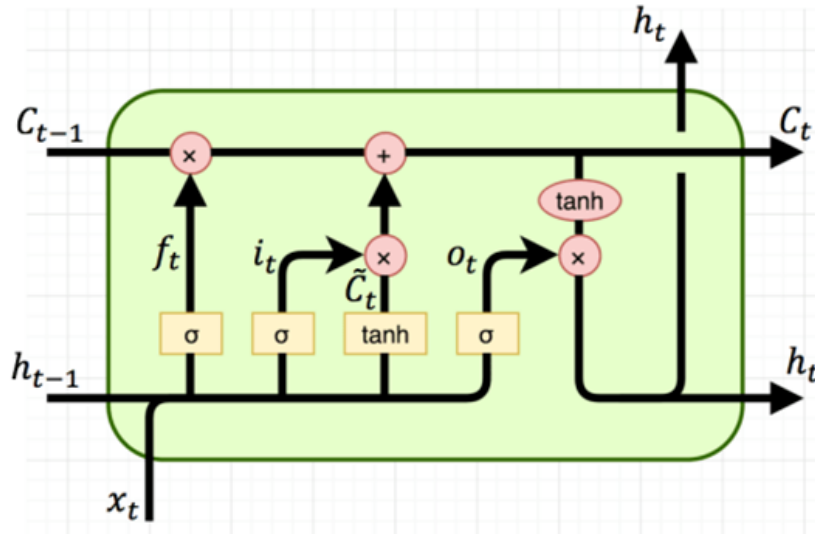 h_t
C_{t-1}
C_t
×
+
tanh
f_t
i_t
×
o_t
×
C̃_t
σ
σ
tanh
σ
h_{t-1}
h_t
x_t